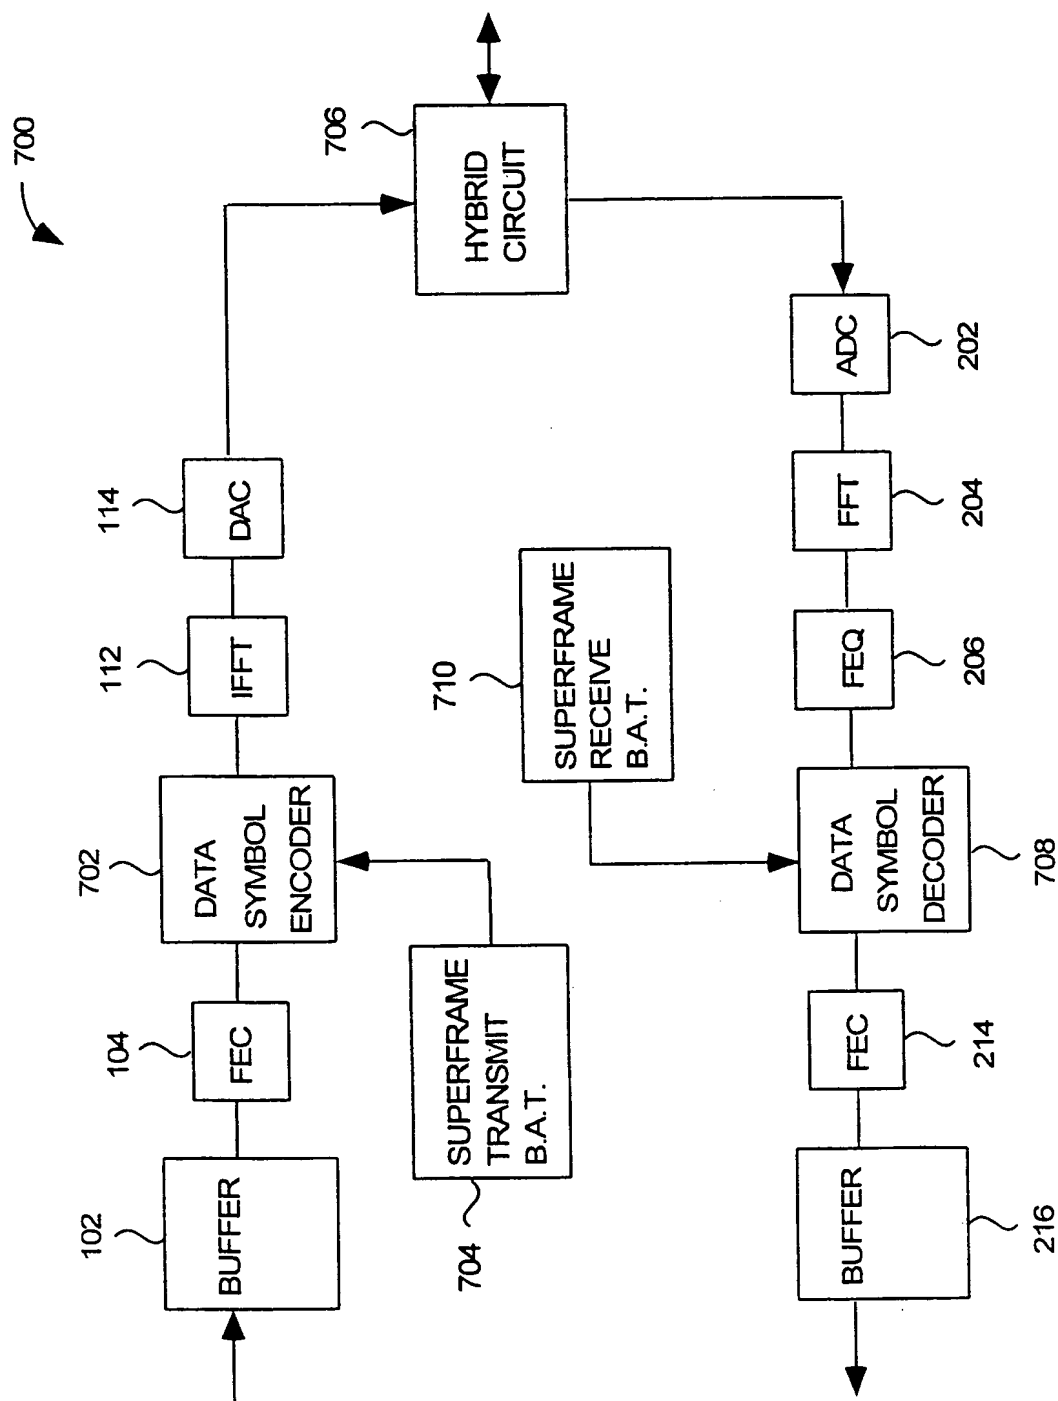 700
102
BUFFER
104
FEC
702
DATA
SYMBOL
ENCODER
112
IFFT
114
DAC
706
HYBRID
CIRCUIT
704
SUPERFRAME
TRANSMIT
B.A.T.
710
SUPERFRAME
RECEIVE
B.A.T.
BUFFER
216
FEC
214
DATA
SYMBOL
DECODER
708
FEQ
206
FFT
204
ADC
202